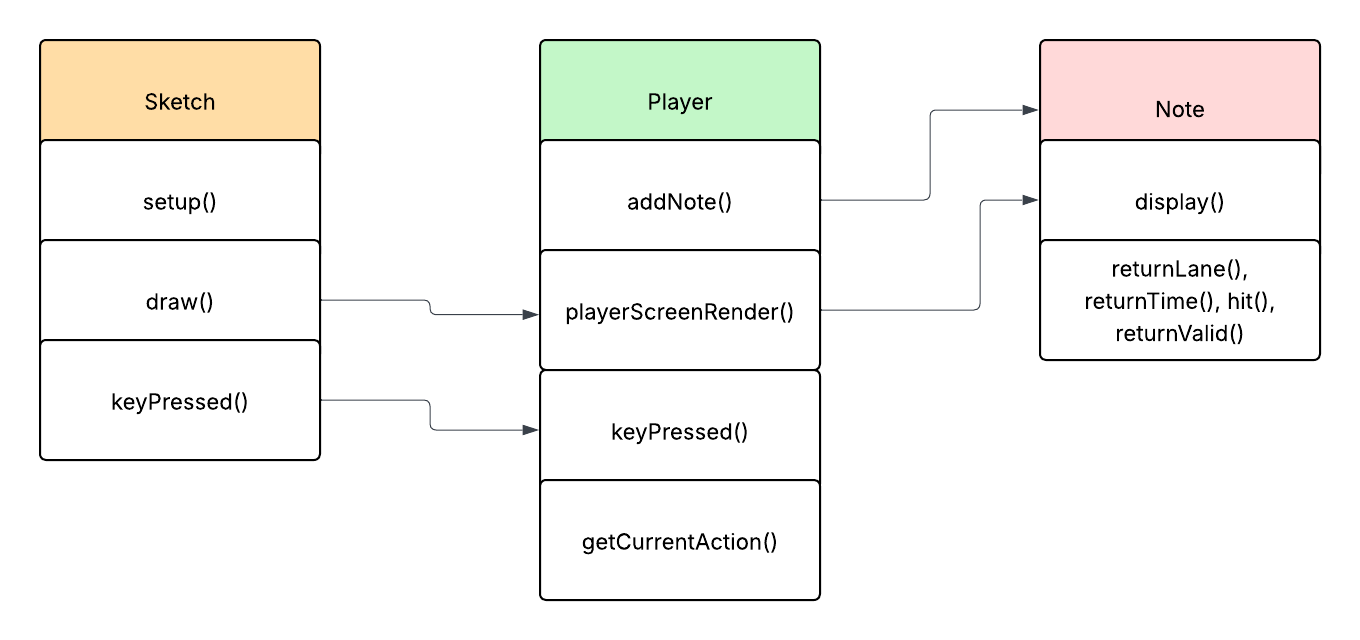 Sketch
setup()
draw()
keyPressed()
Player
addNote()
playerScreenRender()
keyPressed()
getCurrentAction()
Note
display()
returnLane(),
returnTime(), hit(),
returnValid()